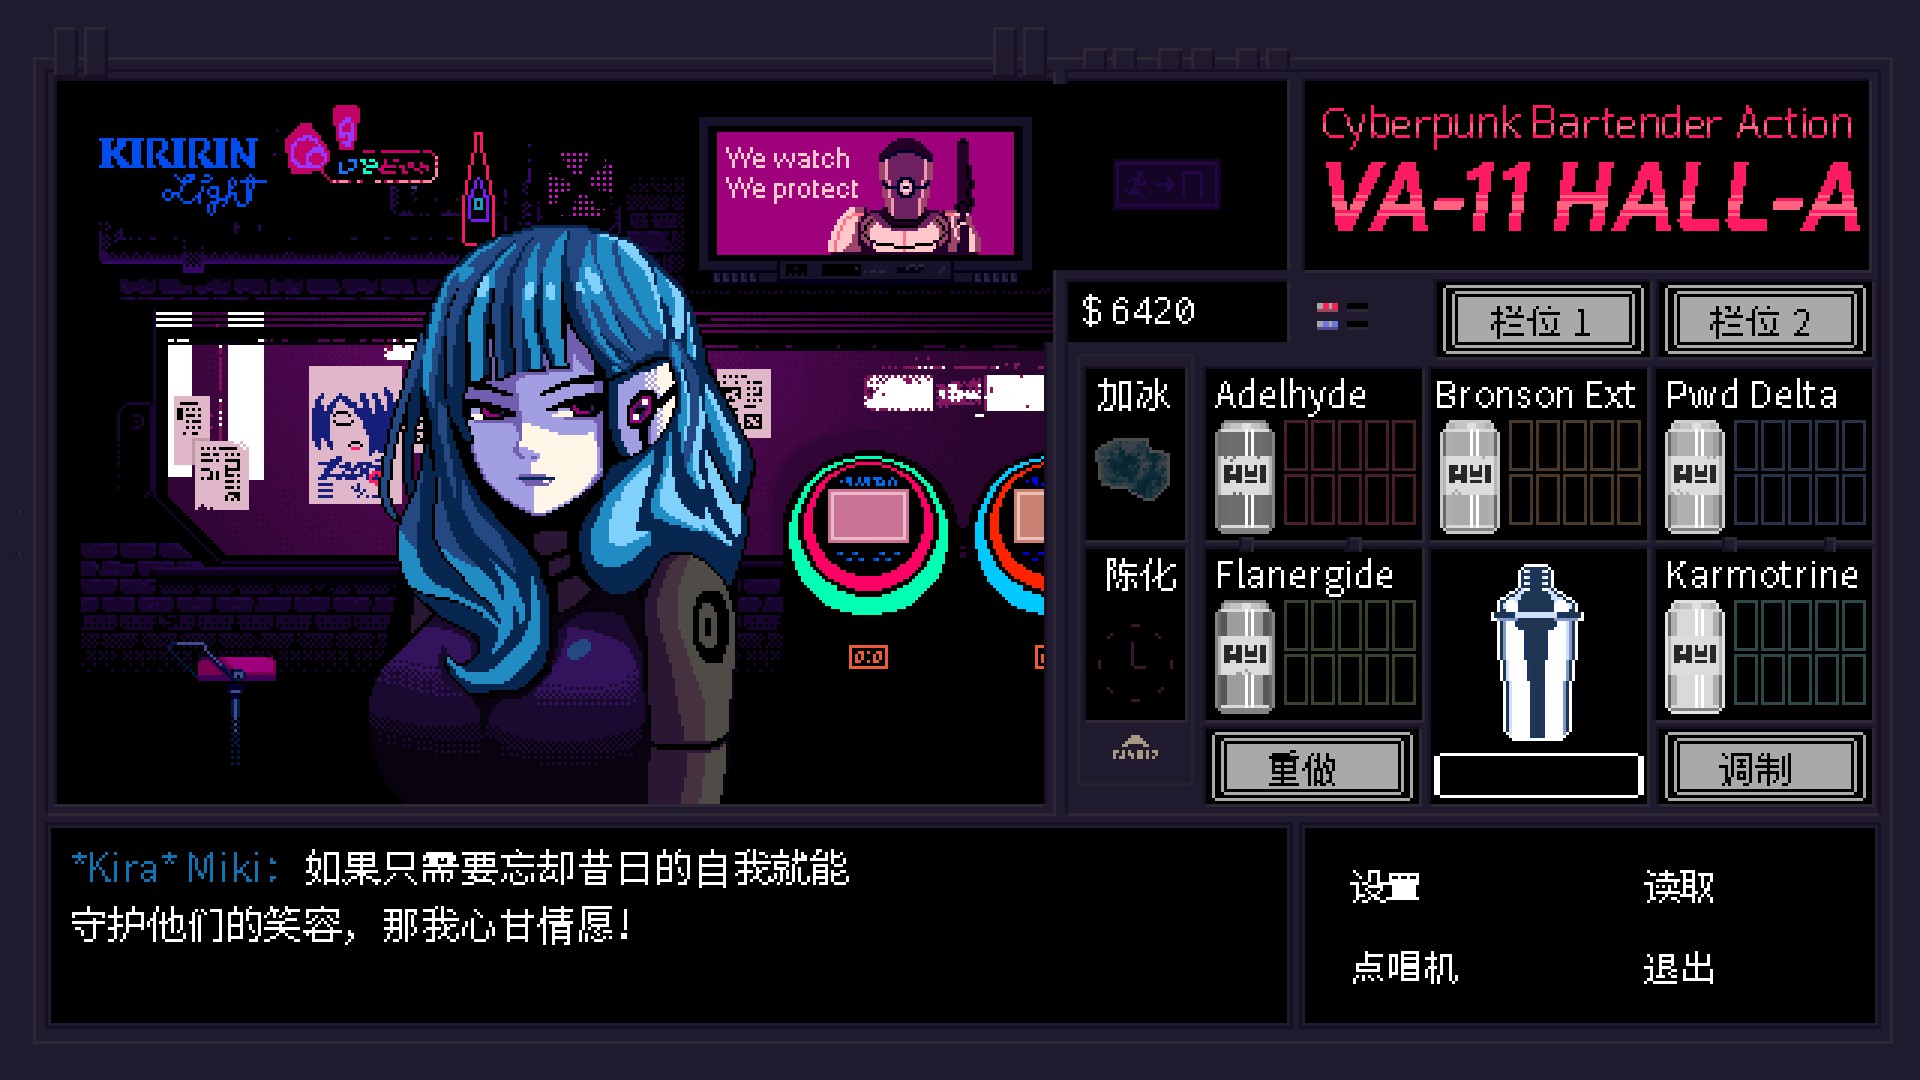 KIRIRIN
Light
We watch
We protect
Cyberpunk Bartender Action
VA-11 HALL-A
$ 6420
栏位 1
栏位 2
加冰
Adelhyde
Bronson Ext
Pwd Delta
陈化
Flanergide
Karmotrine
重做
调制
*Kira* Miki: 如果只需要忘却昔日的自我就能
守护他们的笑容，那我心甘情愿！
设置
读取
点唱机
退出